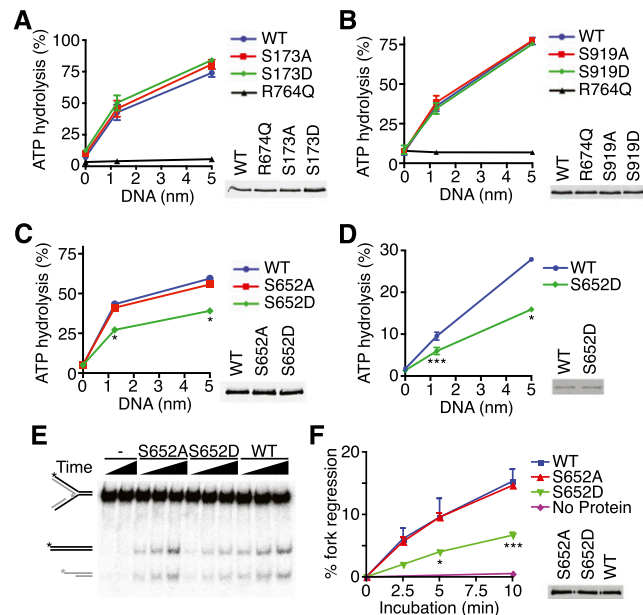 A
ATP hydrolysis (%)
100
75
50
25
0
0 1 2 3 4 5
DNA (nm)
WT
S173A
S173D
R764Q
WT
R674Q
S173A
S173D
B
ATP hydrolysis (%)
75
50
25
0
0 1 2 3 4 5
DNA (nm)
WT
S919A
S919D
R764Q
WT
R674Q
S919A
S919D
C
ATP hydrolysis (%)
75
50
25
0
0 1 2 3 4 5
DNA (nm)
*
*
WT
S652A
S652D
WT
S652A
S652D
D
ATP hydrolysis (%)
30
20
10
0
0 1 2 3 4 5
DNA (nm)
***
*
WT
S652D
WT
S652D
E
- S652A S652D WT
Time
*
*
*
F
% fork regression
20
15
10
5
0
2.5 5 10
Incubation (min)
*
***
WT
S652A
S652D
No Protein
S652A
S652D
WT